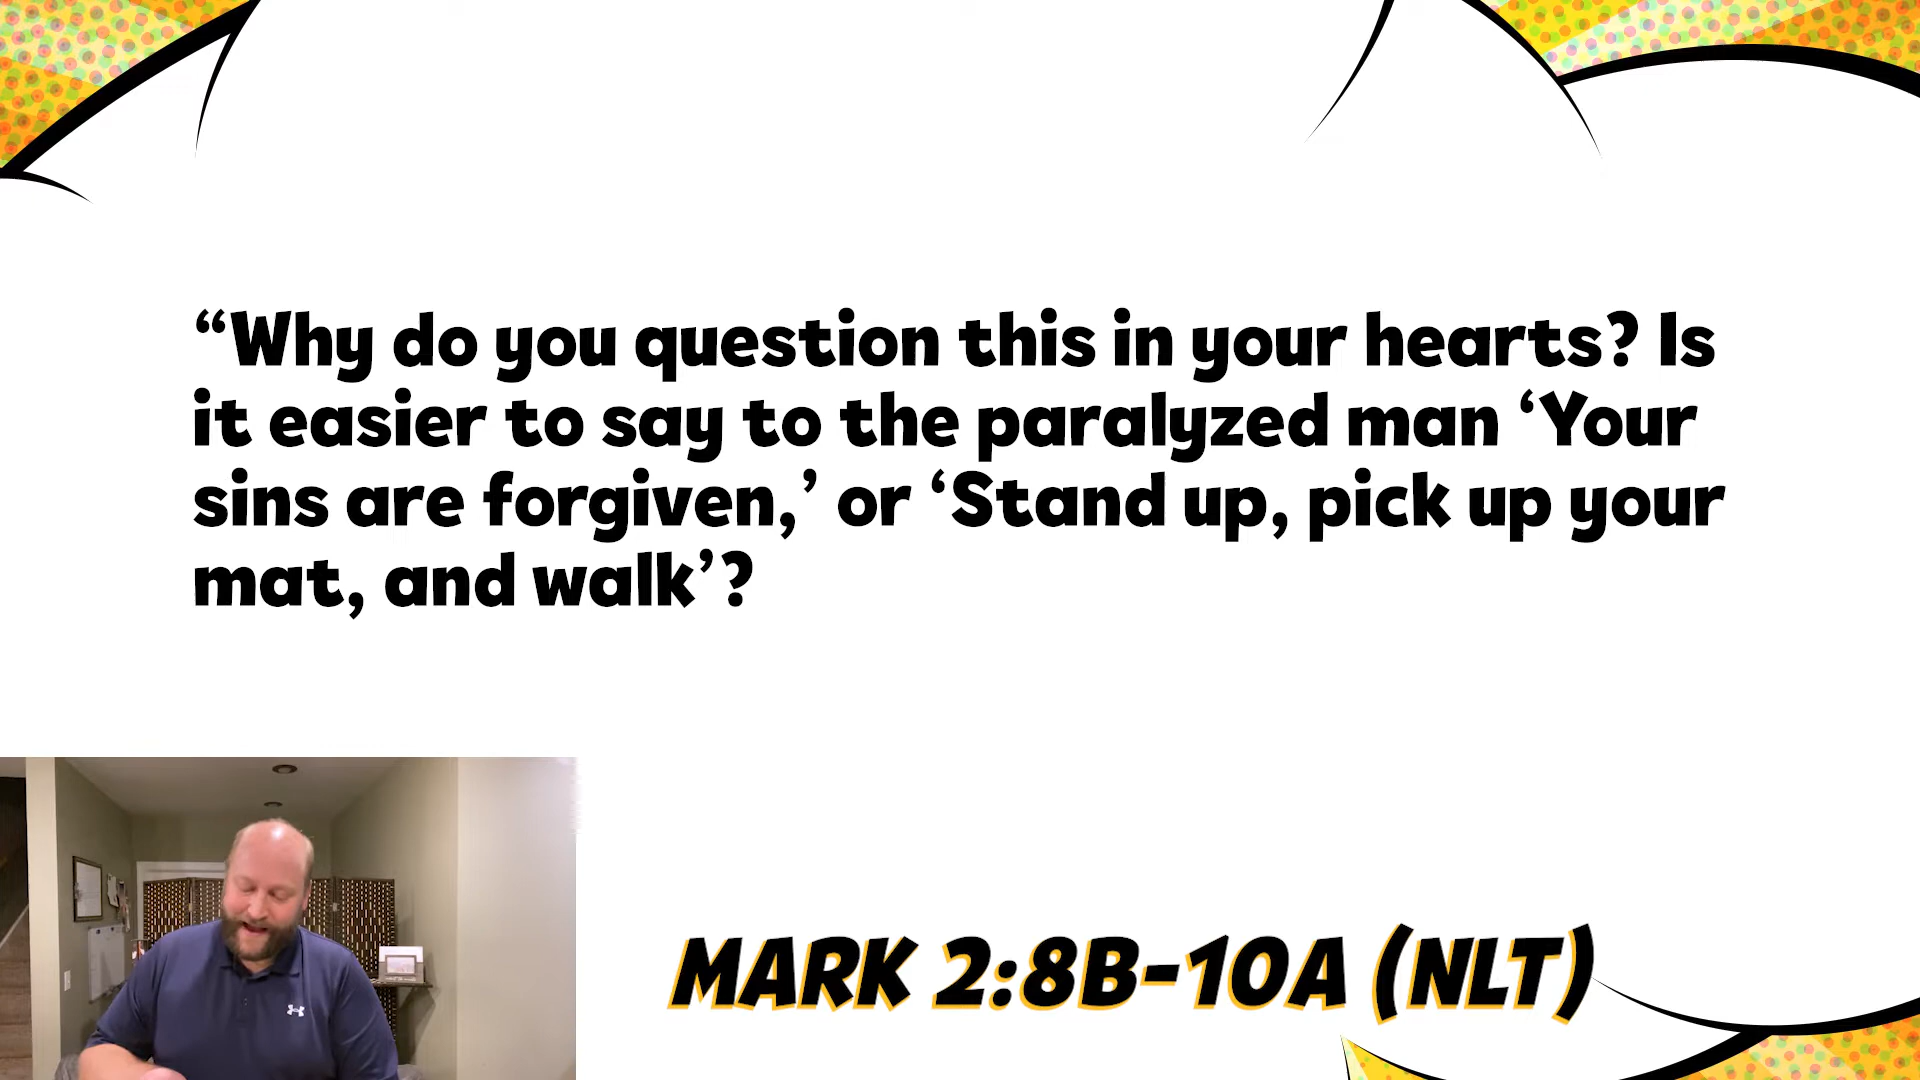 “Why do you question this in your hearts? Is
it easier to say to the paralyzed man ‘Your
sins are forgiven,’ or ‘Stand up, pick up your
mat, and walk’?
MARK 2:8B-10A (NLT)